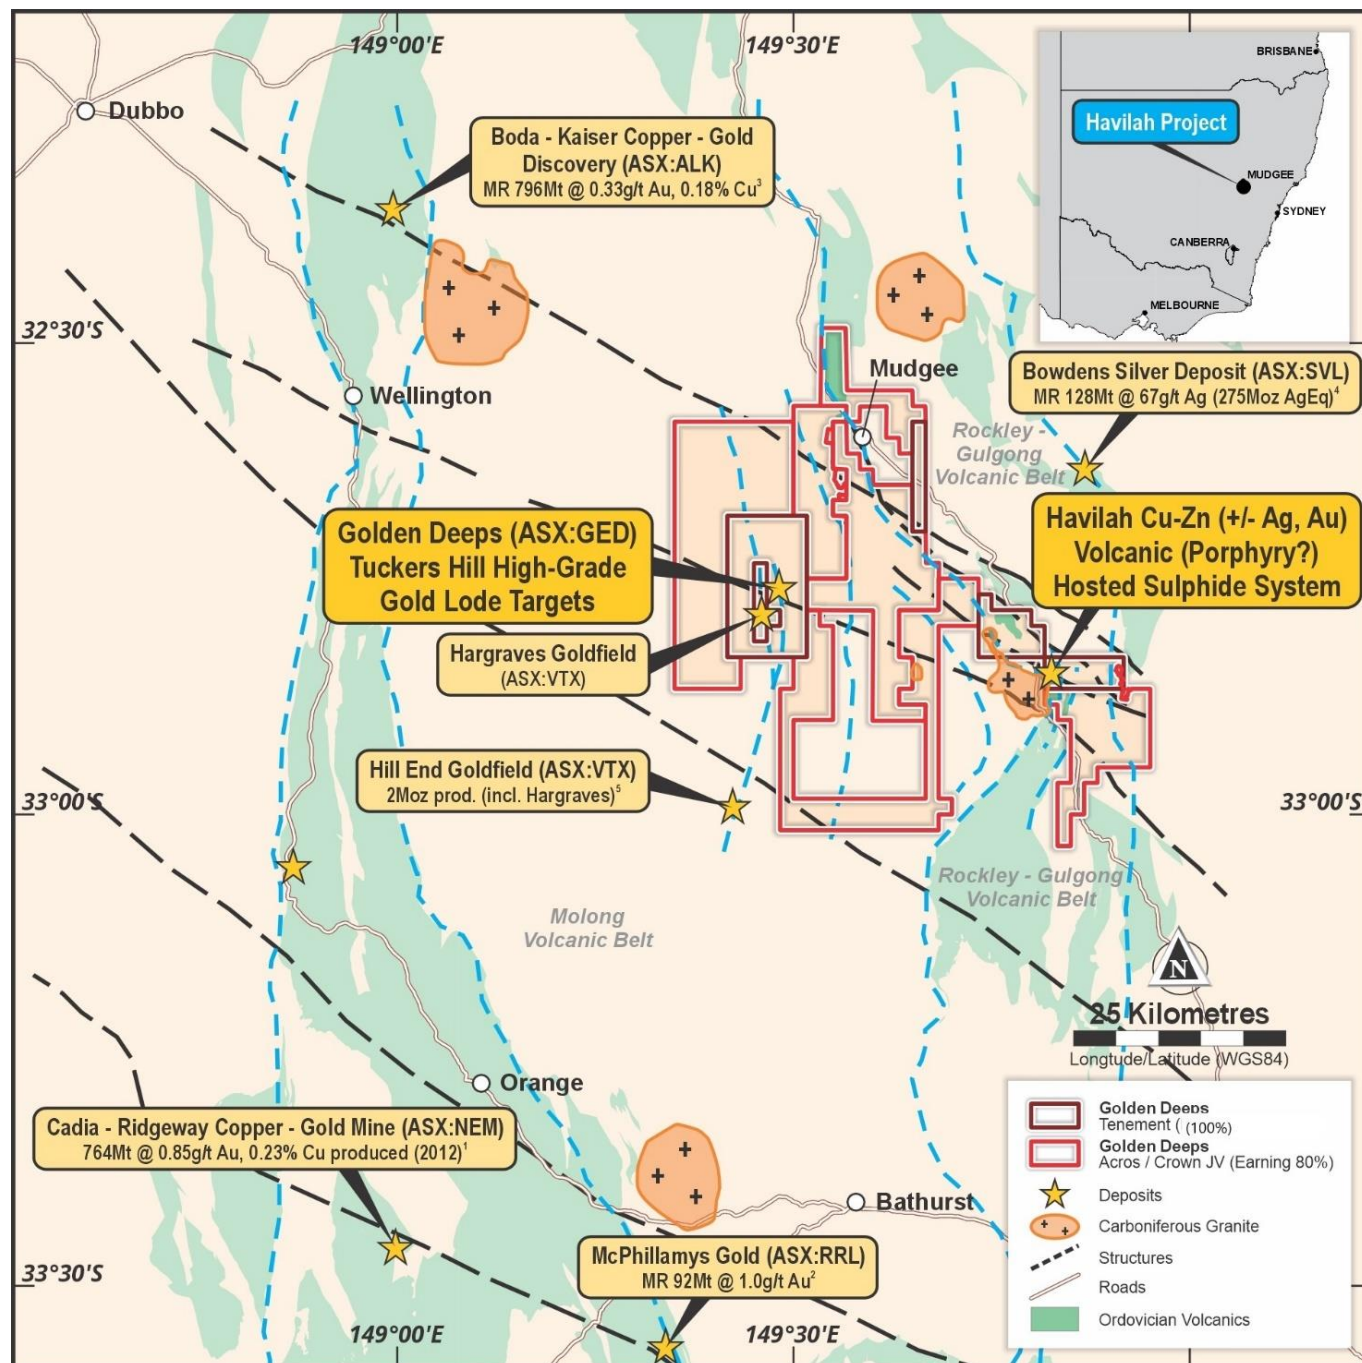 149°00'E
149°30'E
Dubbo
Boda - Kaiser Copper - Gold
Discovery (ASX:ALK)
MR 796Mt @ 0.33g/t Au, 0.18% Cu³
BRISBANE
Havilah Project
MUDGEE
SYDNEY
CANBERRA
MELBOURNE
32°30'S
Wellington
Mudgee
Bowdens Silver Deposit (ASX:SVL)
MR 128Mt @ 67g/t Ag (275Moz AgEq)⁴
Rockley -
Gulgong
Volcanic Belt
Golden Deeps (ASX:GED)
Tuckers Hill High-Grade
Gold Lode Targets
Havilah Cu-Zn (+/- Ag, Au)
Volcanic (Porphyry?)
Hosted Sulphide System
Hargraves Goldfield
(ASX:VTX)
Hill End Goldfield (ASX:VTX)
2Moz prod. (incl. Hargraves)⁵
33°00'S
33°00'S
Rockley - Gulgong
Volcanic Belt
Molong
Volcanic Belt
N
25 Kilometres
Longtude/Latitude (WGS84)
Orange
Cadia - Ridgeway Copper - Gold Mine (ASX:NEM)
764Mt @ 0.85g/t Au, 0.23% Cu produced (2012)¹
Bathurst
McPhillamys Gold (ASX:RRL)
MR 92Mt @ 1.0g/t Au²
33°30'S
149°00'E
149°30'E
Golden Deeps
Tenement ( (100%)
Golden Deeps
Acros / Crown JV (Earning 80%)
Deposits
Carboniferous Granite
Structures
Roads
Ordovician Volcanics